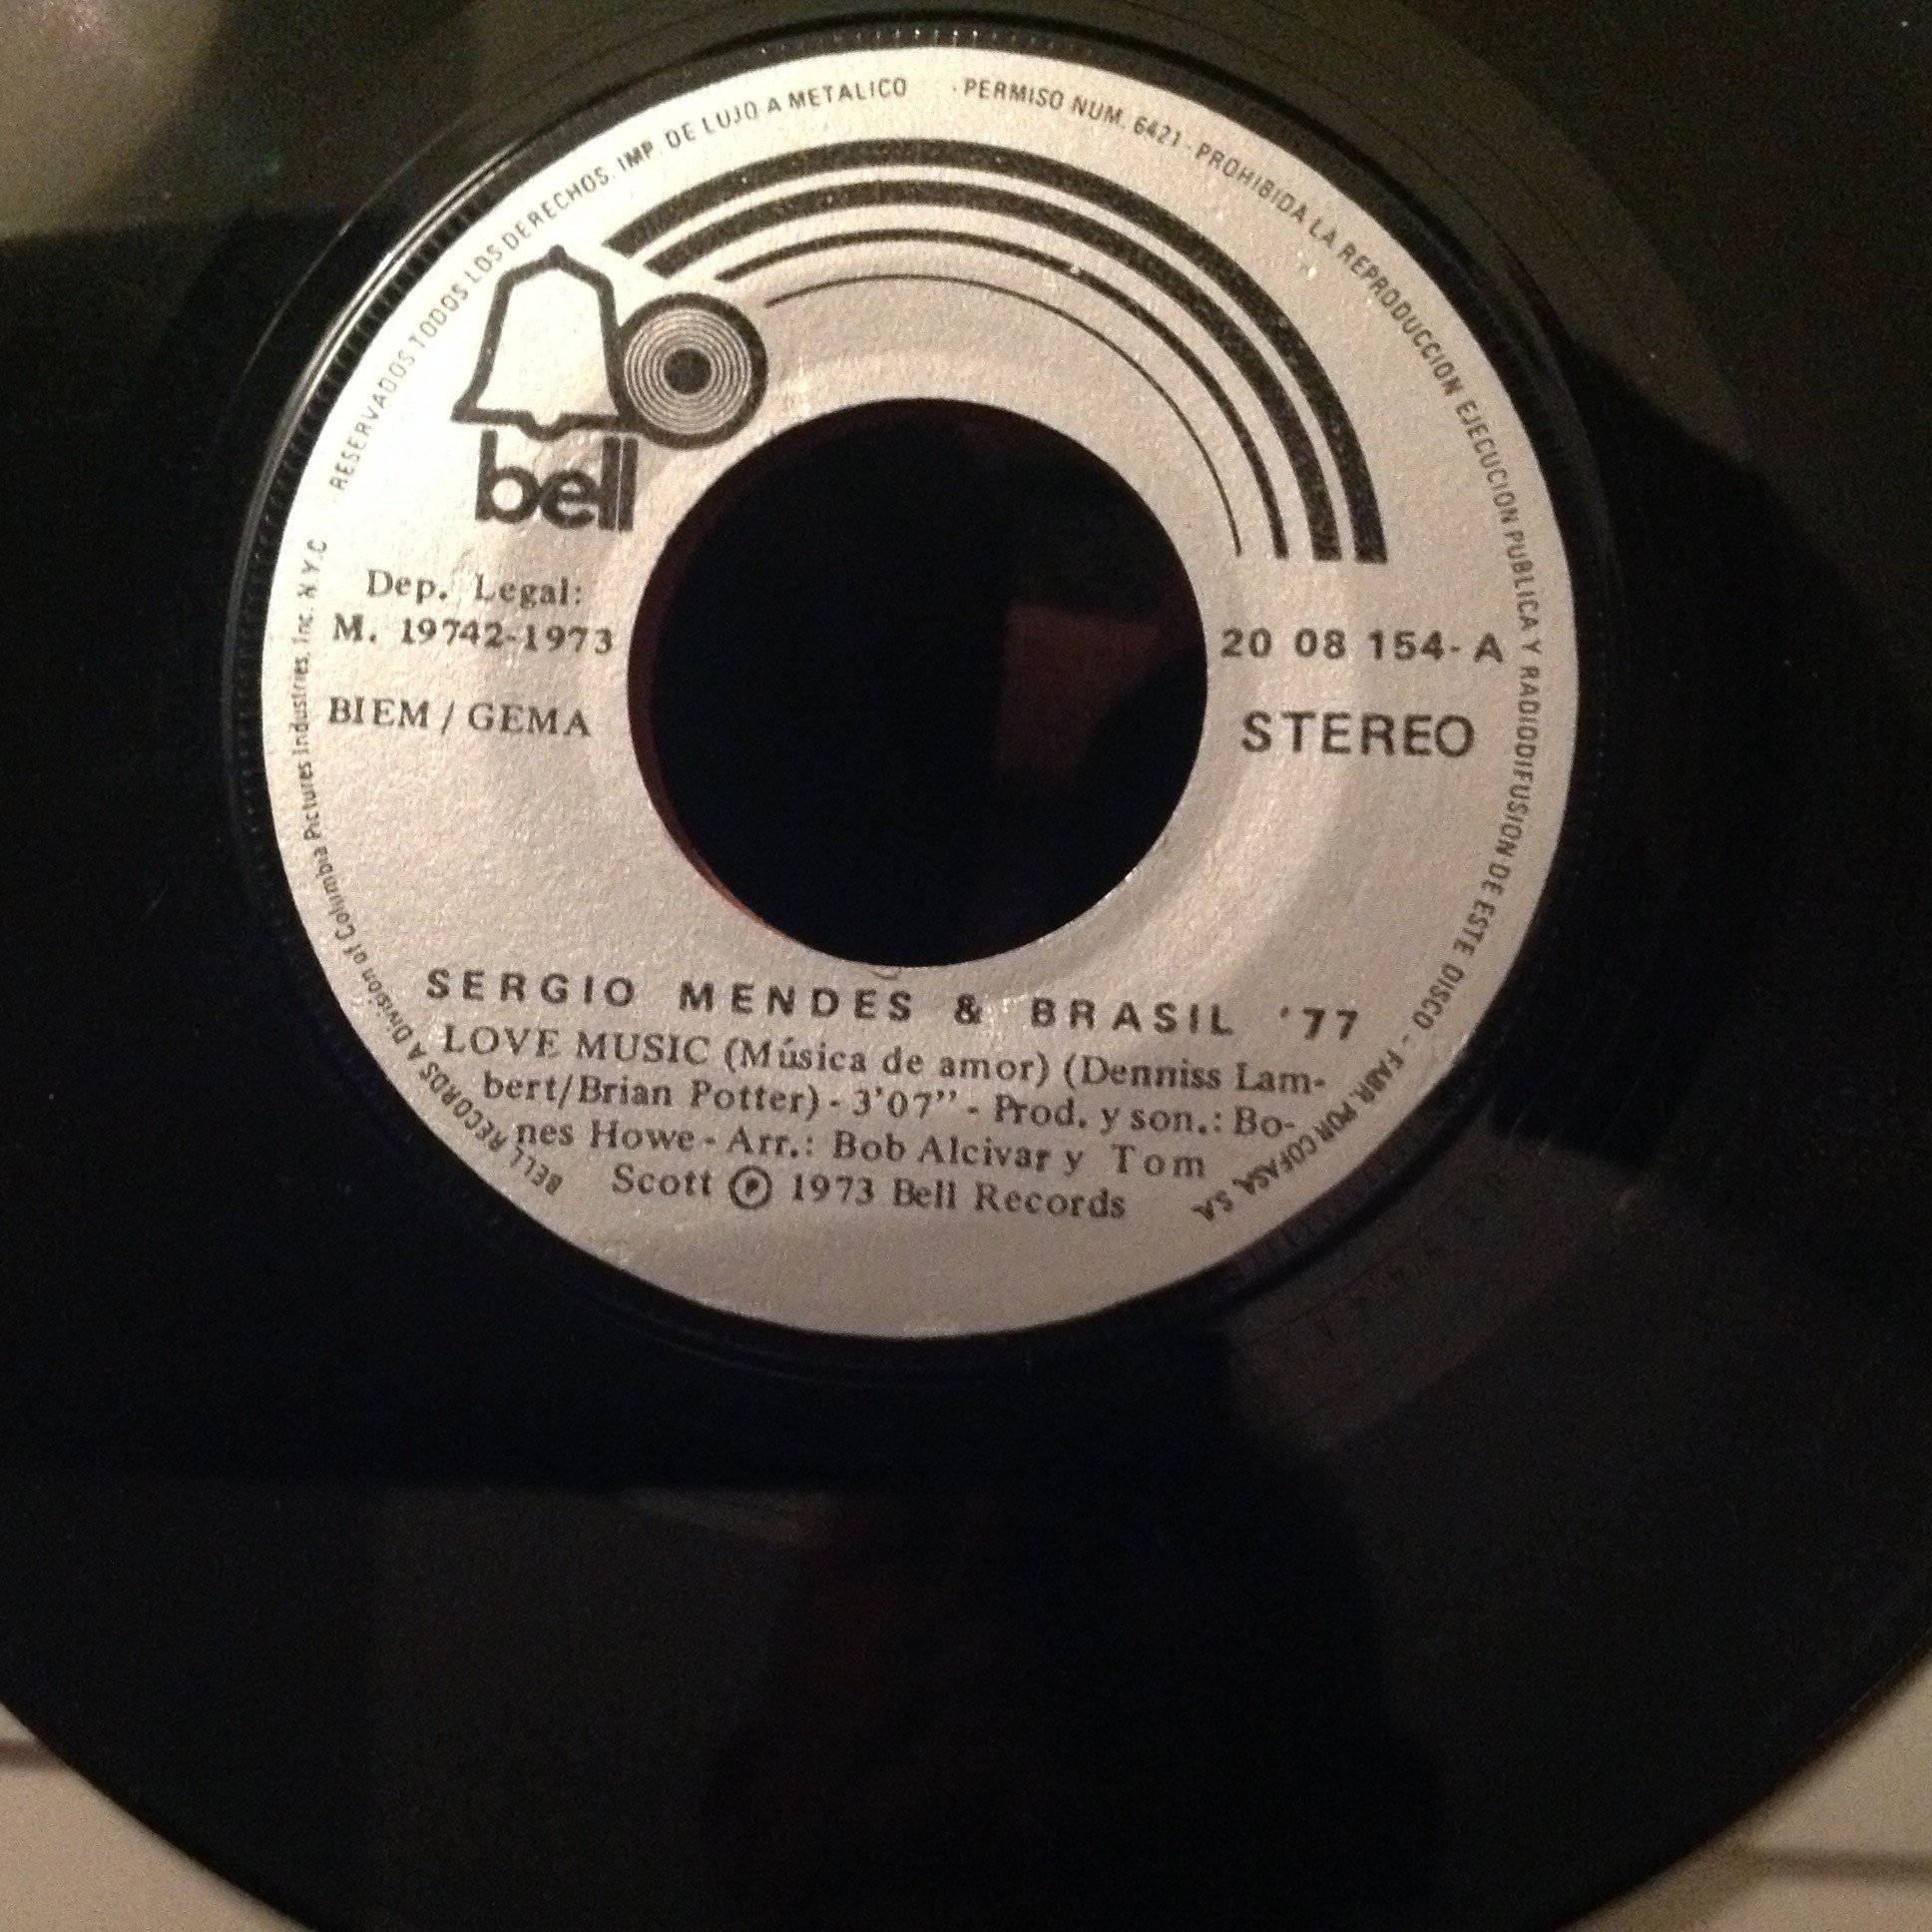 RESERVADOS TODOS LOS DERECHOS. IMP. DE LUJO A METALICO · PERMISO NUM. 6421 - PROHIBIDA LA REPRODUCCION EJECUCION PUBLICA Y RADIODIFUSION DE ESTE DISCO - FABR. POR COFASA, S.A.
bell
Dep. Legal:
M. 19742-1973
BIEM / GEMA
20 08 154- A
STEREO
SERGIO MENDES & BRASIL '77
LOVE MUSIC (Música de amor) (Denniss Lam-
bert/Brian Potter) - 3'07" - Prod. y son.: Bo-
nes Howe - Arr.: Bob Alcivar y Tom
Scott Ⓟ 1973 Bell Records
BELL RECORDS A Division of Columbia Pictures Industries, Inc. N.Y.C